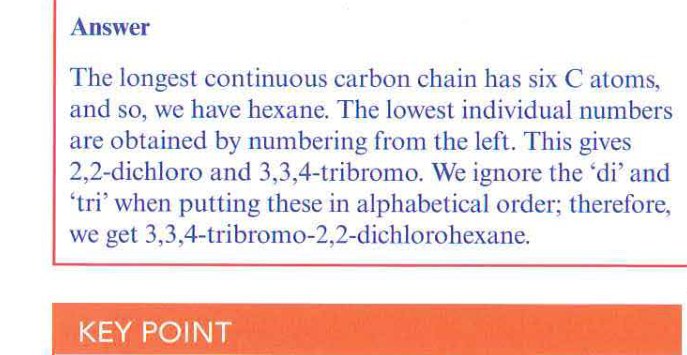 Answer
The longest continuous carbon chain has six C atoms,
and so, we have hexane. The lowest individual numbers
are obtained by numbering from the left. This gives
2,2-dichloro and 3,3,4-tribromo. We ignore the ‘di’ and
‘tri’ when putting these in alphabetical order; therefore,
we get 3,3,4-tribromo-2,2-dichlorohexane.
KEY POINT